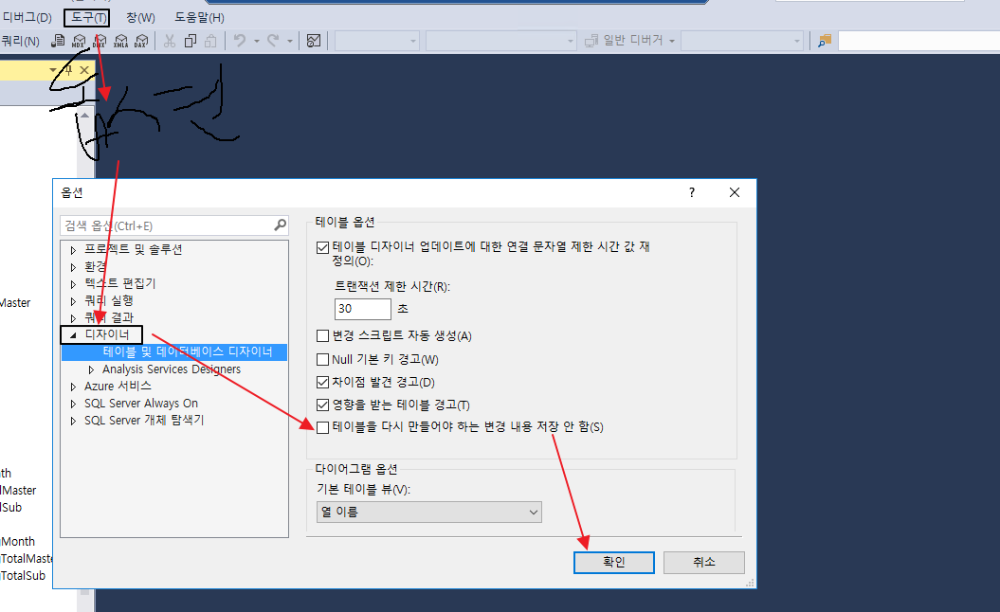 디버그(D) 도구(T) 창(W) 도움말(H)
쿼리(N) MDX DMX XMLA DAX 일반 디버거
옵션
검색 옵션(Ctrl+E)
프로젝트 및 솔루션
환경
텍스트 편집기
쿼리 실행
쿼리 결과
디자이너
테이블 및 데이터베이스 디자이너
Analysis Services Designers
Azure 서비스
SQL Server Always On
SQL Server 개체 탐색기
테이블 옵션
테이블 디자이너 업데이트에 대한 연결 문자열 제한 시간 값 재
정의(O):
트랜잭션 제한 시간(R):
30 초
변경 스크립트 자동 생성(A)
Null 기본 키 경고(W)
차이점 발견 경고(D)
영향을 받는 테이블 경고(T)
테이블을 다시 만들어야 하는 변경 내용 저장 안 함(S)
다이어그램 옵션
기본 테이블 뷰(V):
열 이름
확인 취소
Master
th
lMaster
lSub
gMonth
gTotalMaste
gTotalSub